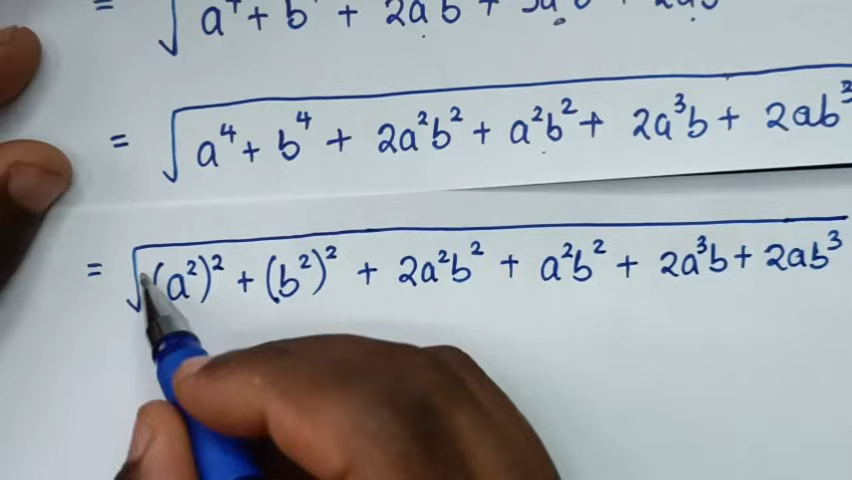 = √a⁴ + b⁴ + 2a²b² + a²b² + 2a³b + 2ab³
= √(a²)² + (b²)² + 2a²b² + a²b² + 2a³b + 2ab³